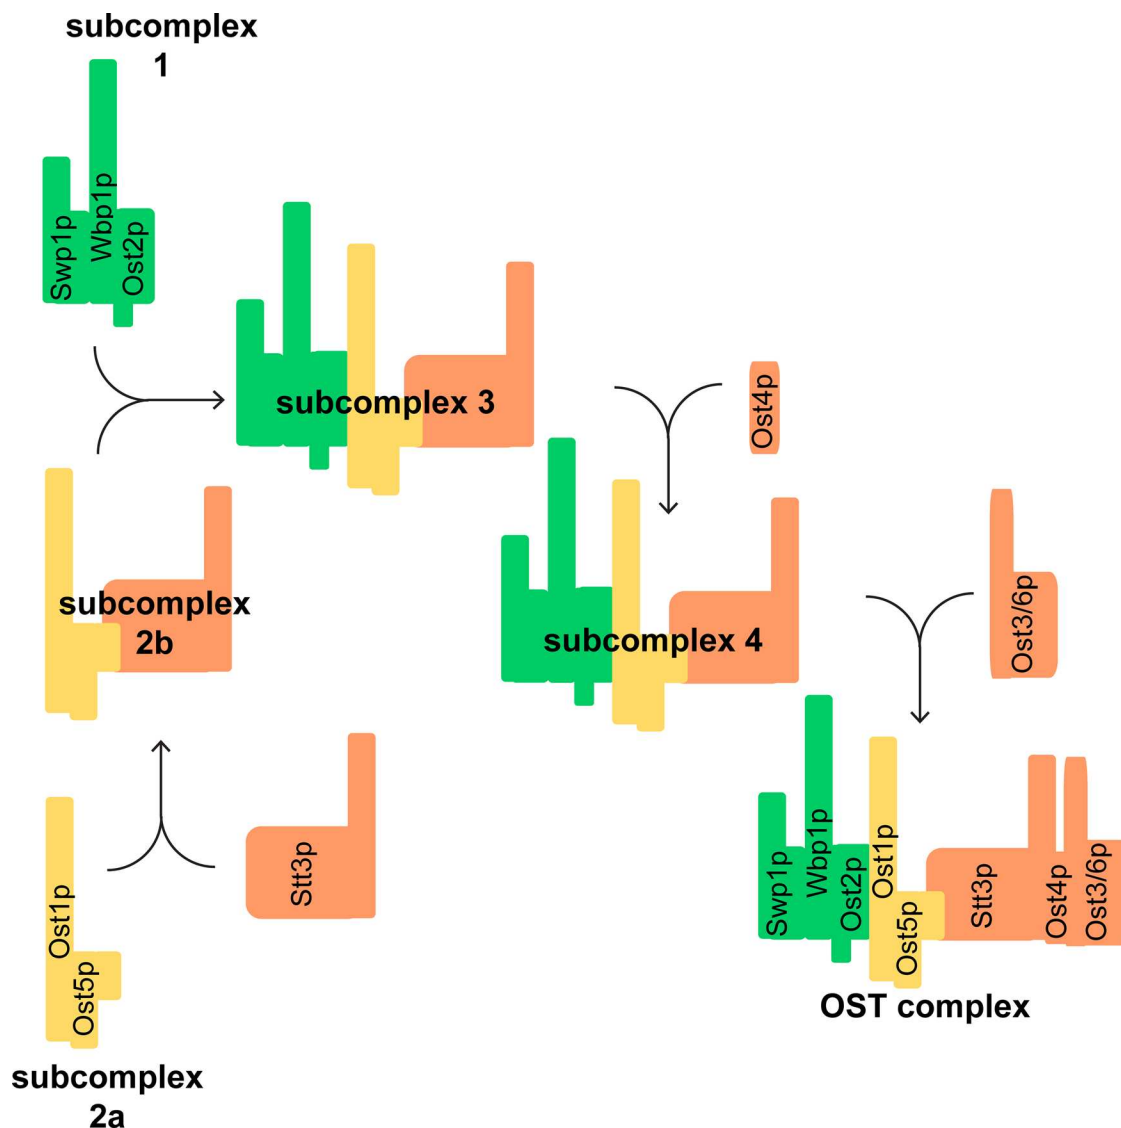 subcomplex
1
Swp1p
Wbp1p
Ost2p
subcomplex 3
Ost4p
subcomplex
2b
subcomplex 4
Ost3/6p
Stt3p
Ost1p
Ost5p
subcomplex
2a
Swp1p
Wbp1p
Ost2p
Ost1p
Ost5p
Stt3p
Ost4p
Ost3/6p
OST complex